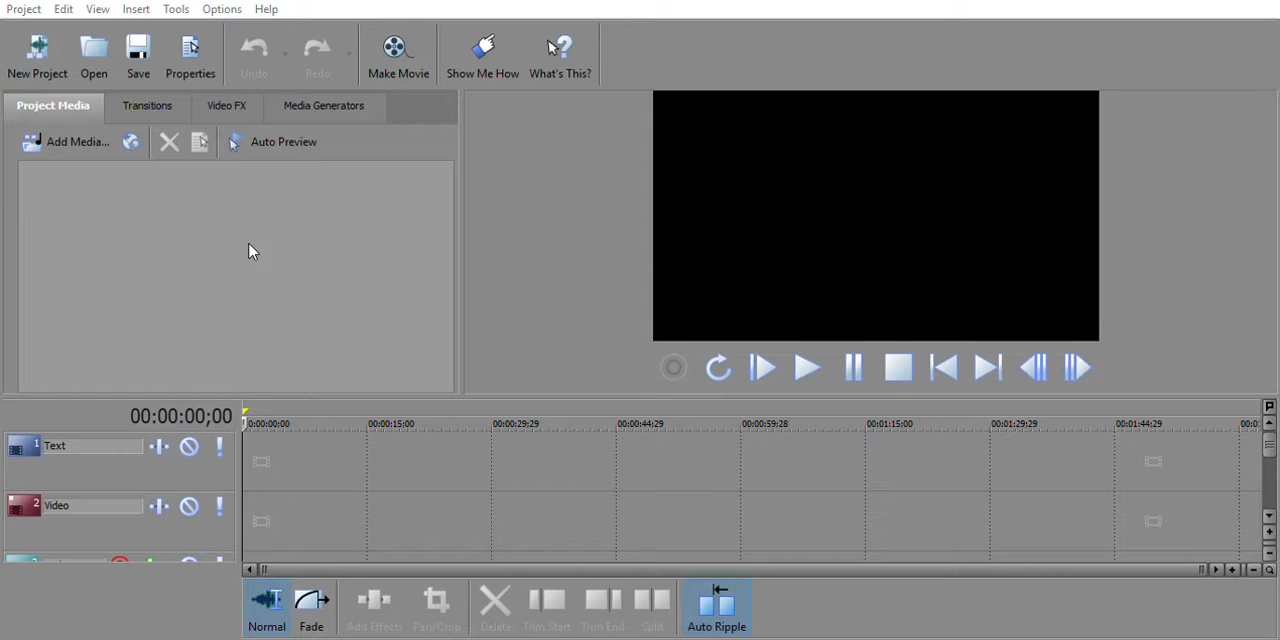 Project Edit View Insert Tools Options Help
New Project Open Save Properties Undo Redo Make Movie Show Me How What's This?
Project Media Transitions Video FX Media Generators
Add Media... Auto Preview
00:00:00;00
0:00:00;00 00:00:15;00 00:00:29;29 00:00:44;29 00:00:59;28 00:01:15;00 00:01:29;29 00:01:44;29
1 Text
2 Video
Normal Fade Add Effects Pan/Crop Delete Trim Start Trim End Split Auto Ripple